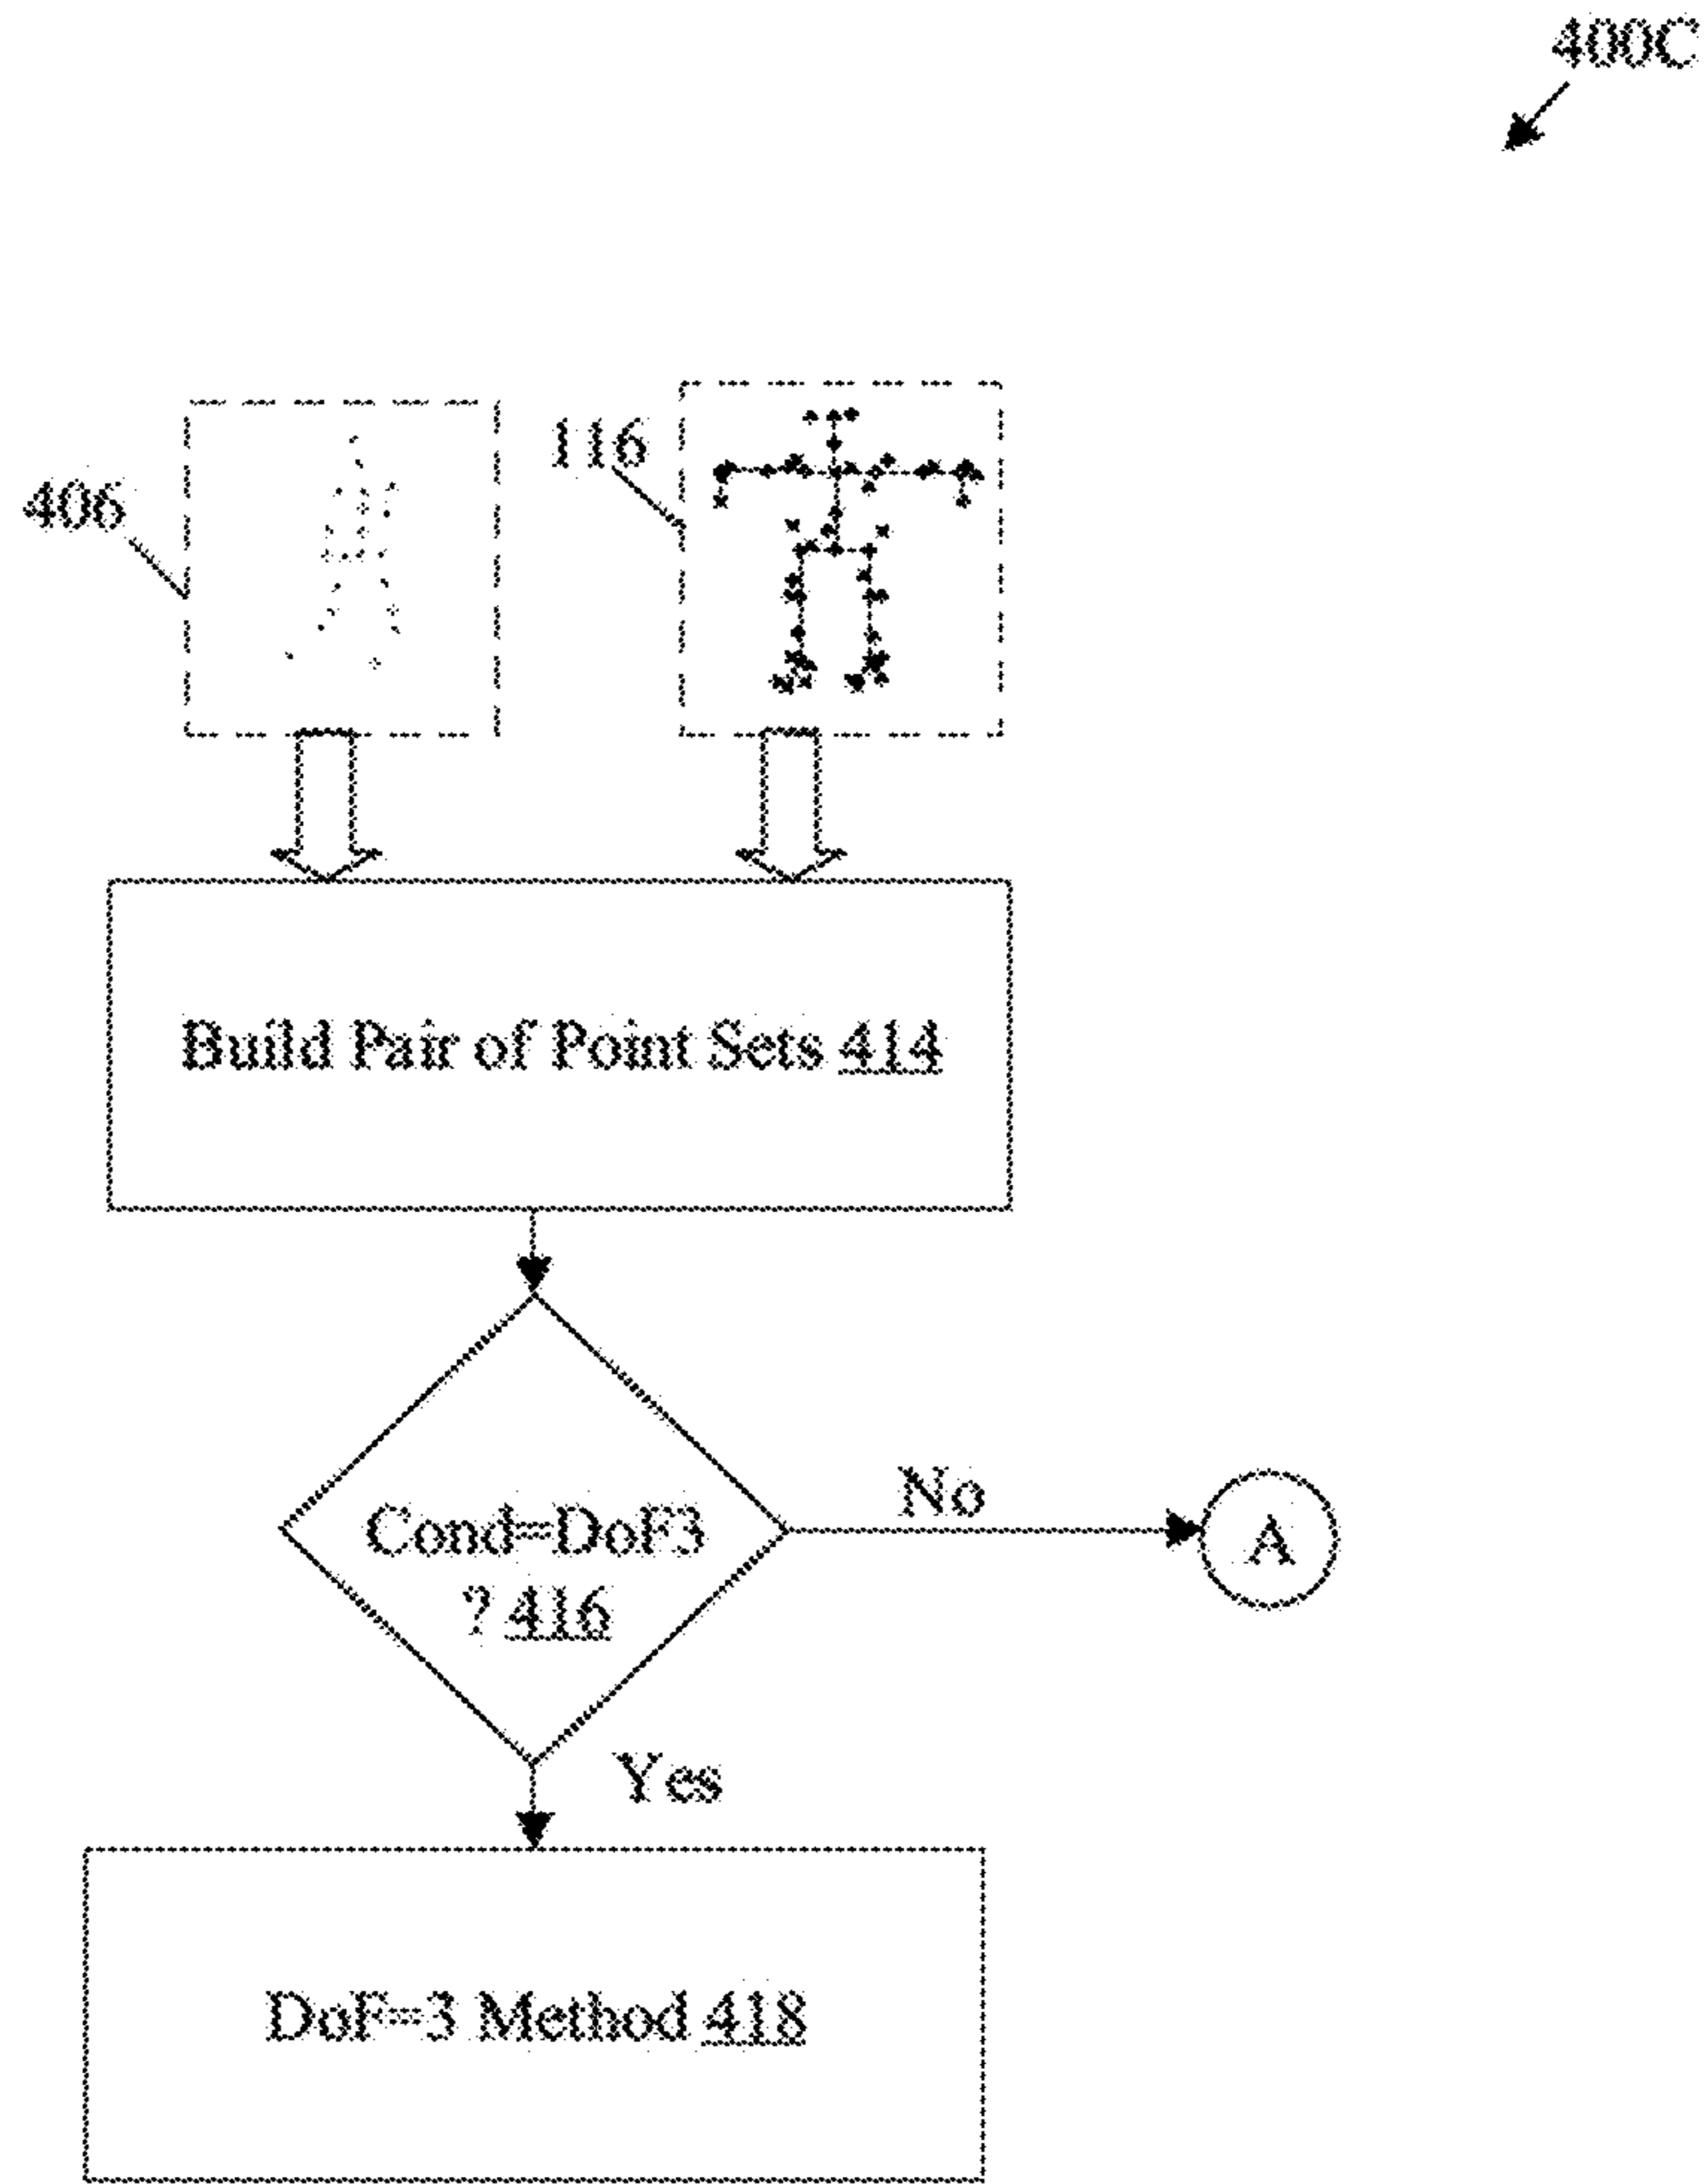 400C
116
406
Build Pair of Point Sets 414
Cond=DoF3
? 416
No
A
Yes
DoF=3 Method 418